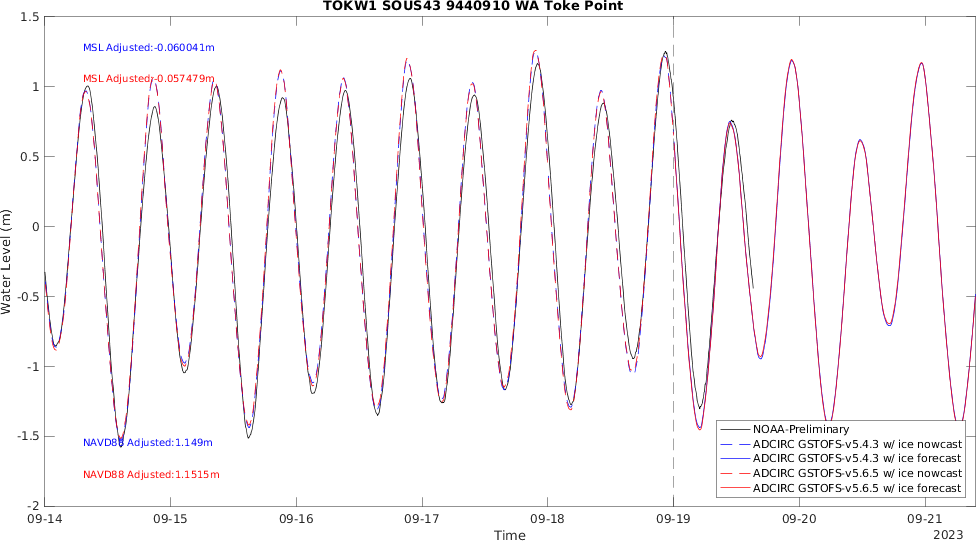 TOKW1 SOUS43 9440910 WA Toke Point
1.5
1
0.5
0
-0.5
-1
-1.5
-2
Water Level (m)
MSL Adjusted:-0.060041m
MSL Adjusted:-0.057479m
NAVD88 Adjusted:1.149m
NAVD88 Adjusted:1.1515m
NOAA-Preliminary
ADCIRC GSTOFS-v5.4.3 w/ ice nowcast
ADCIRC GSTOFS-v5.4.3 w/ ice forecast
ADCIRC GSTOFS-v5.6.5 w/ ice nowcast
ADCIRC GSTOFS-v5.6.5 w/ ice forecast
09-14 09-15 09-16 09-17 09-18 09-19 09-20 09-21
Time
2023